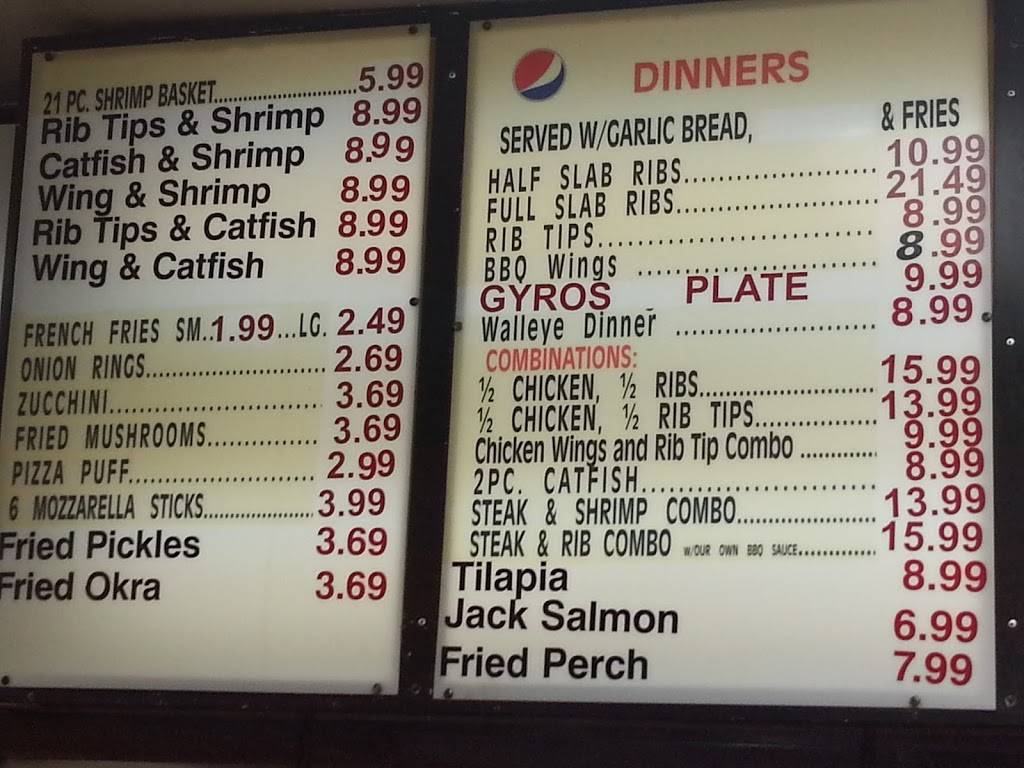 21 PC. SHRIMP BASKET..............................5.99
Rib Tips & Shrimp 8.99
Catfish & Shrimp 8.99
Wing & Shrimp 8.99
Rib Tips & Catfish 8.99
Wing & Catfish 8.99
FRENCH FRIES SM..1.99...LG. 2.49
ONION RINGS............................ 2.69
ZUCCHINI................................. 3.69
FRIED MUSHROOMS................ 3.69
PIZZA PUFF............................ 2.99
6 MOZZARELLA STICKS.................... 3.99
Fried Pickles 3.69
Fried Okra 3.69
DINNERS
SERVED W/GARLIC BREAD, & FRIES
HALF SLAB RIBS...................... 10.99
FULL SLAB RIBS....................... 21.49
RIB TIPS................................ 8.99
BBQ Wings ........................... 8.99
GYROS PLATE 9.99
Walleye Dinner ...................... 8.99
COMBINATIONS:
½ CHICKEN, ½ RIBS...................... 15.99
½ CHICKEN, ½ RIB TIPS............... 13.99
Chicken Wings and Rib Tip Combo ............. 9.99
2PC. CATFISH........................... 8.99
STEAK & SHRIMP COMBO....................... 13.99
STEAK & RIB COMBO W/OUR OWN BBQ SAUCE.............. 15.99
Tilapia 8.99
Jack Salmon 6.99
Fried Perch 7.99